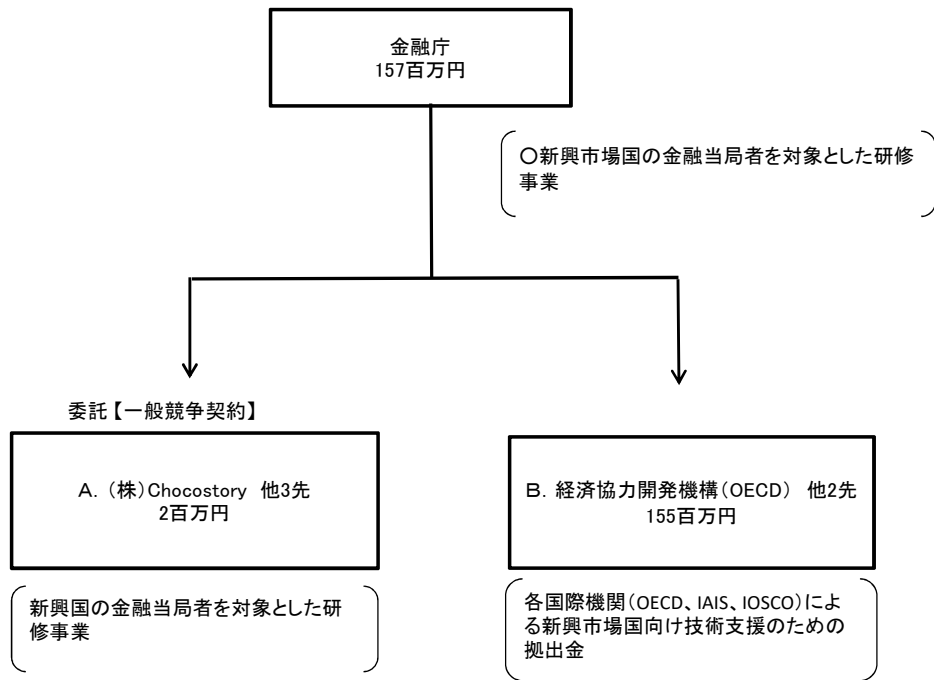 金融庁
157百万円
○新興市場国の金融当局者を対象とした研修
事業
委託【一般競争契約】
A．（株）Chocostory 他3先
2百万円
B．経済協力開発機構（OECD） 他2先
155百万円
新興国の金融当局者を対象とした研
修事業
各国際機関（OECD、IAIS、IOSCO）によ
る新興市場国向け技術支援のための
拠出金